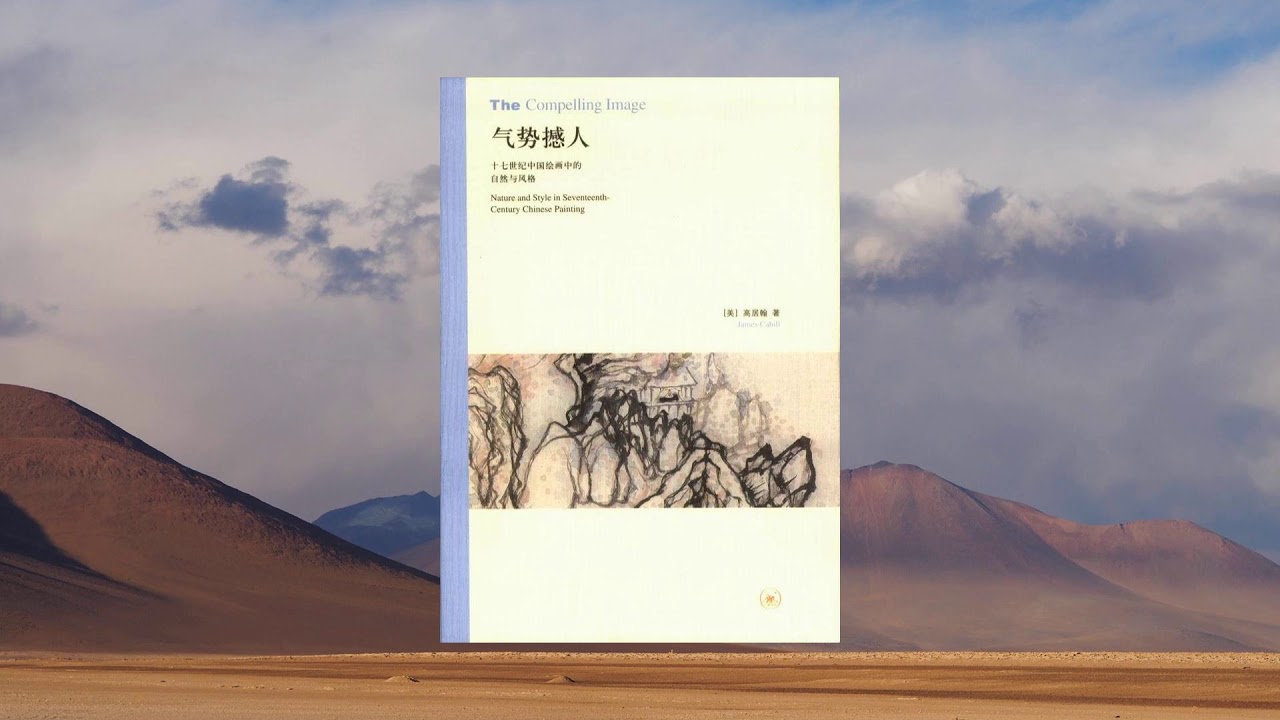 The Compelling Image
气势撼人
十七世纪中国绘画中的
自然与风格
Nature and Style in Seventeenth-
Century Chinese Painting
[美] 高居翰 著
James Cahill